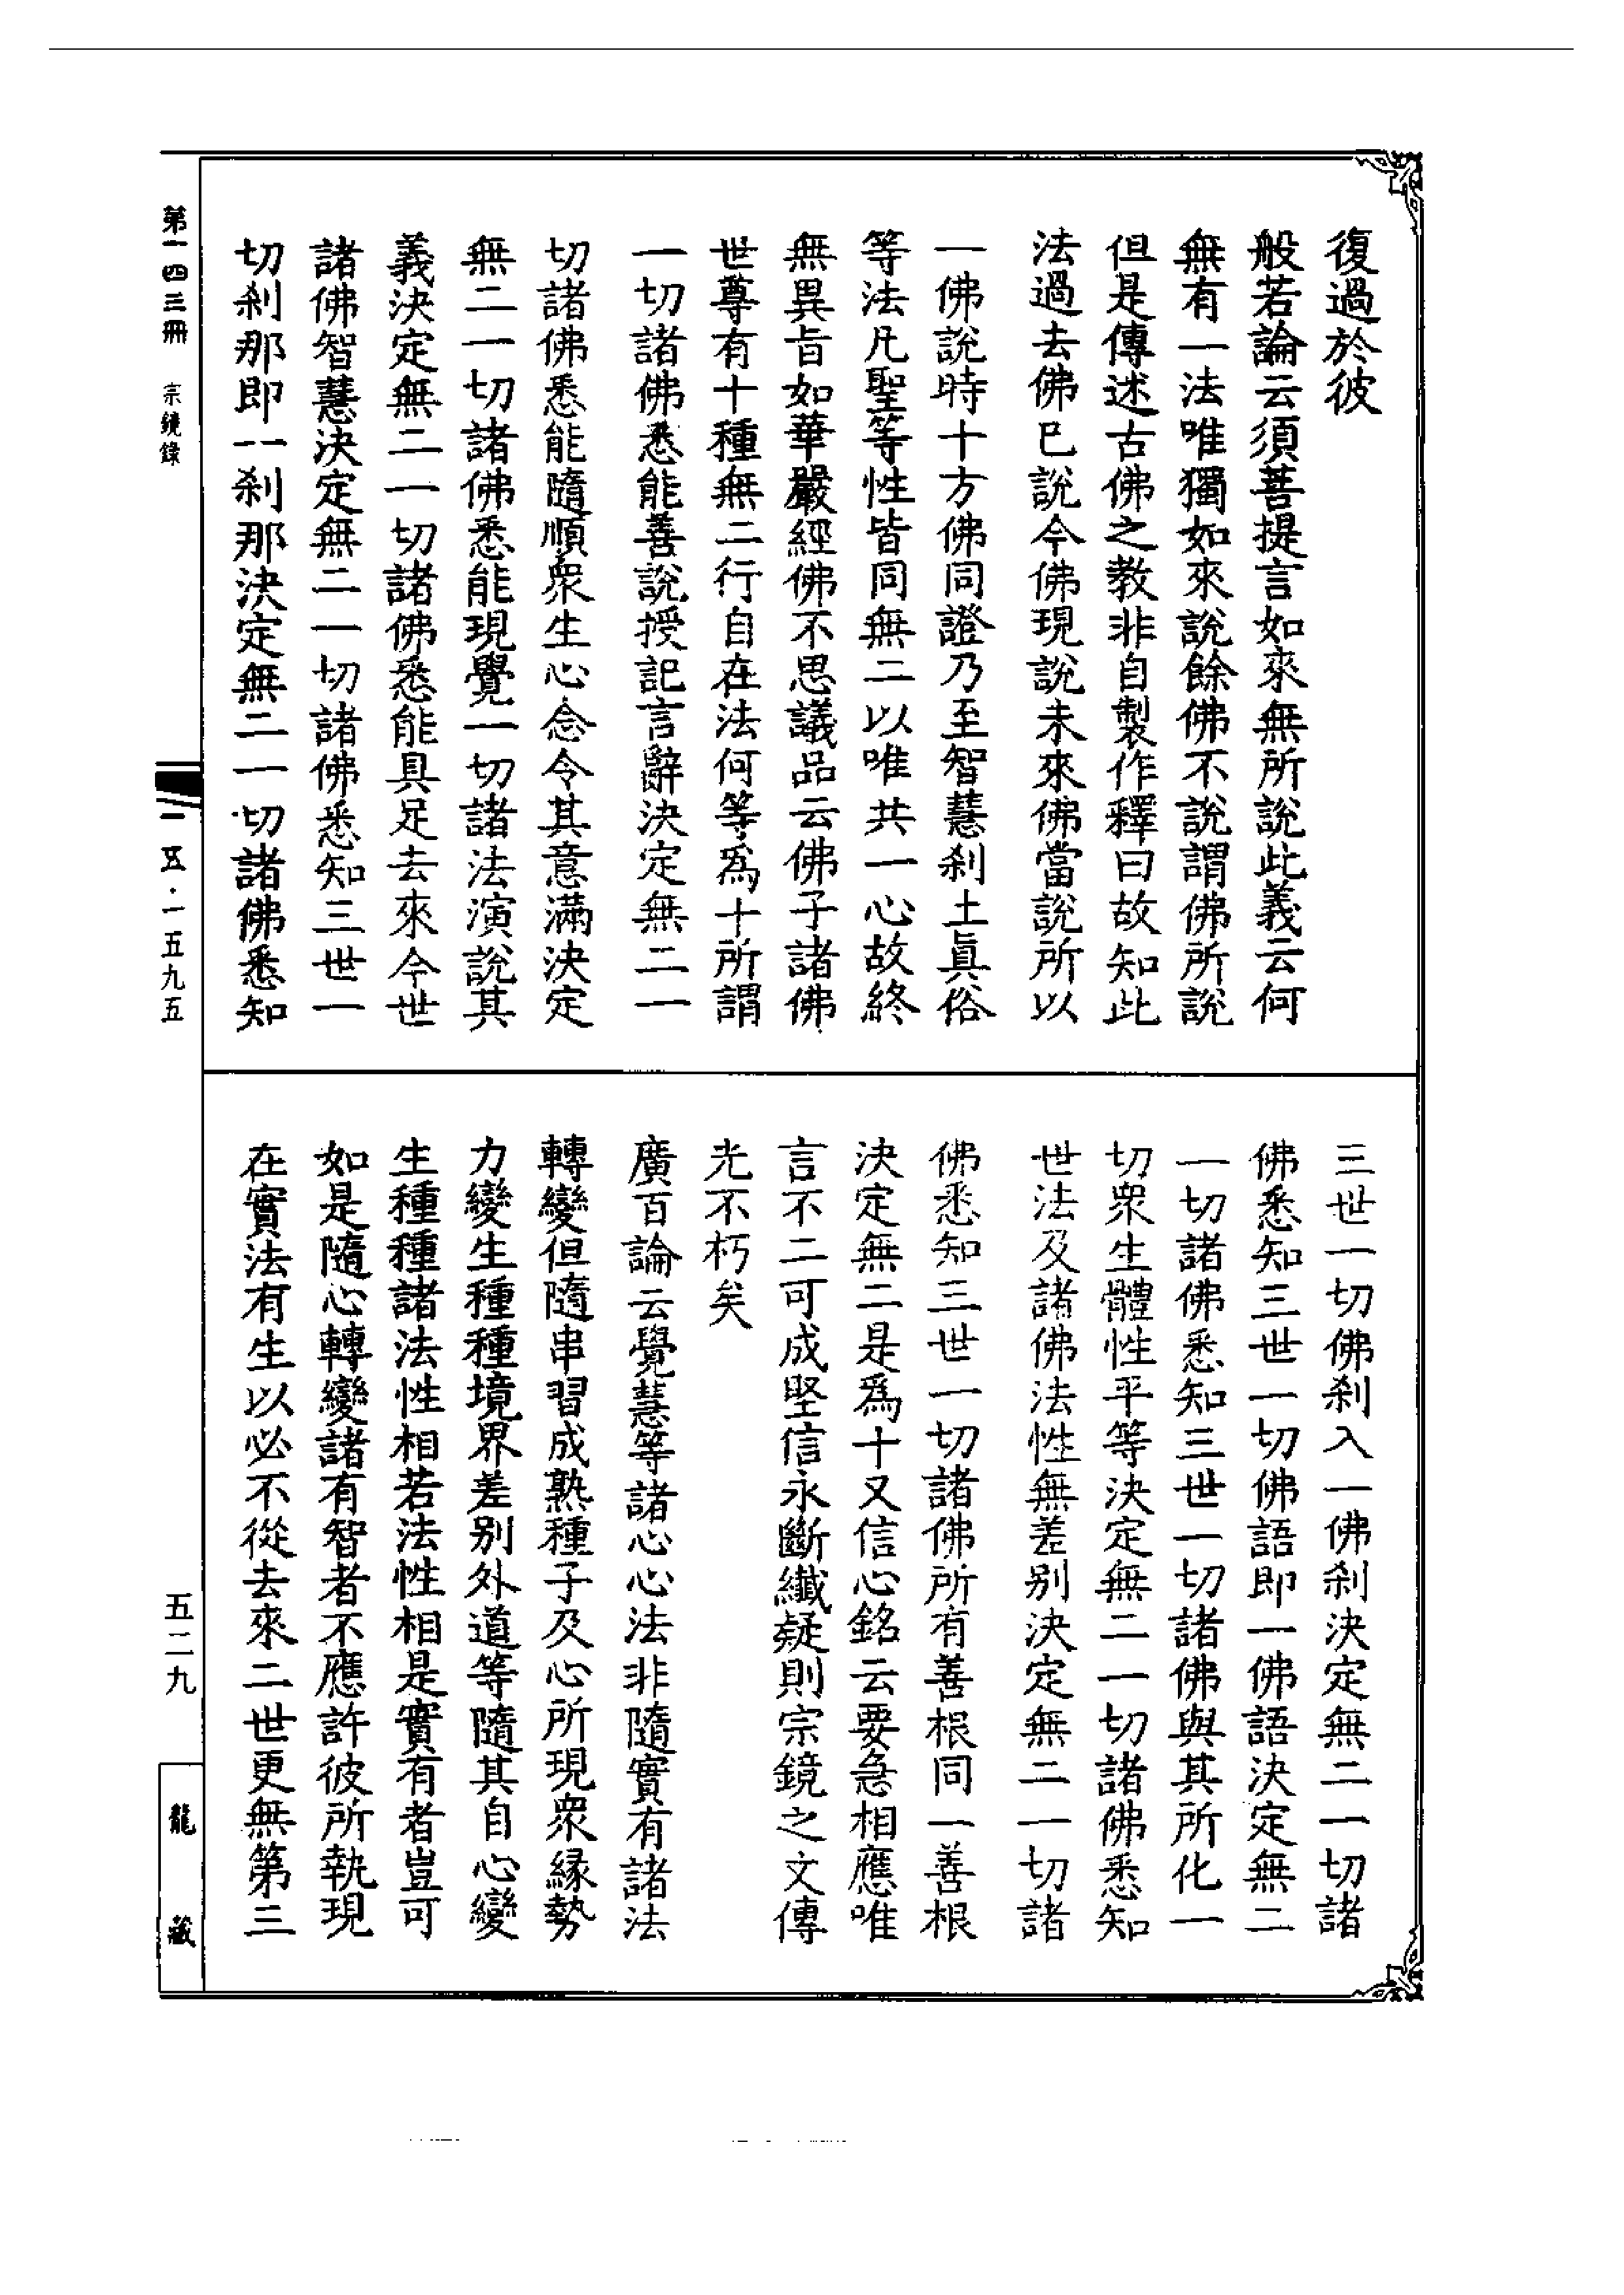 復過於彼
般若論云須菩提言如來無所說此義云何
無有一法唯獨如來說餘佛不說謂佛所說
但是傳述古佛之教非自製作釋曰故知此
法過去佛已說今佛現說未來佛當說所以
一佛說時十方佛同證乃至智慧剎土眞俗
等法凡聖等性皆同無二以唯共一心故終
無異旨如華嚴經佛不思議品云佛子諸佛
世尊有十種無二行自在法何等爲十所謂
一切諸佛悉能善說授記言辭決定無二一
切諸佛悉能隨順衆生心念令其意滿決定
無二一切諸佛悉能現覺一切諸法演說其
義決定無二一切諸佛悉能具足去來今世
諸佛智慧決定無二一切諸佛悉知三世一
切剎那即一剎那決定無二一切諸佛悉知
三世一切佛剎入一佛剎決定無二一切諸
佛悉知三世一切佛語即一佛語決定無二
一切諸佛悉知三世一切諸佛與其所化一
切衆生體性平等決定無二一切諸佛悉知
世法及諸佛法性無差別決定無二一切諸
佛悉知三世一切諸佛所有善根同一善根
決定無二是爲十又信心銘云要急相應唯
言不二可成堅信永斷纖疑則宗鏡之文傳
光不朽矣
廣百論云覺慧等諸心心法非隨實有諸法
轉變但隨串習成熟種子及心所現衆緣勢
力變生種種境界差別外道等隨其自心變
生種種諸法性相若法性相是實有者豈可
如是隨心轉變諸有智者不應許彼所執現
在實法有生以必不從去來二世更無第三
第一四三冊 宗鏡錄
一五·一五九五
五二九
龍藏